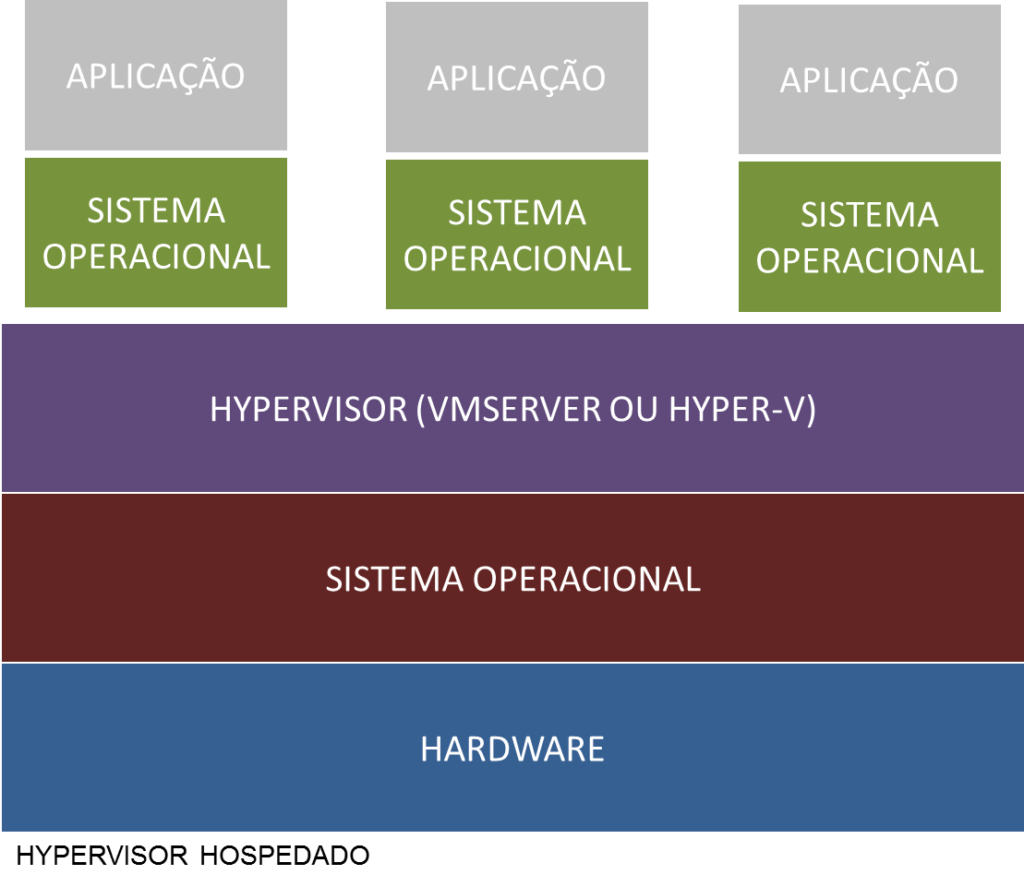 APLICAÇÃO
APLICAÇÃO
APLICAÇÃO
SISTEMA
OPERACIONAL
SISTEMA
OPERACIONAL
SISTEMA
OPERACIONAL
HYPERVISOR (VMSERVER OU HYPER-V)
SISTEMA OPERACIONAL
HARDWARE
HYPERVISOR HOSPEDADO